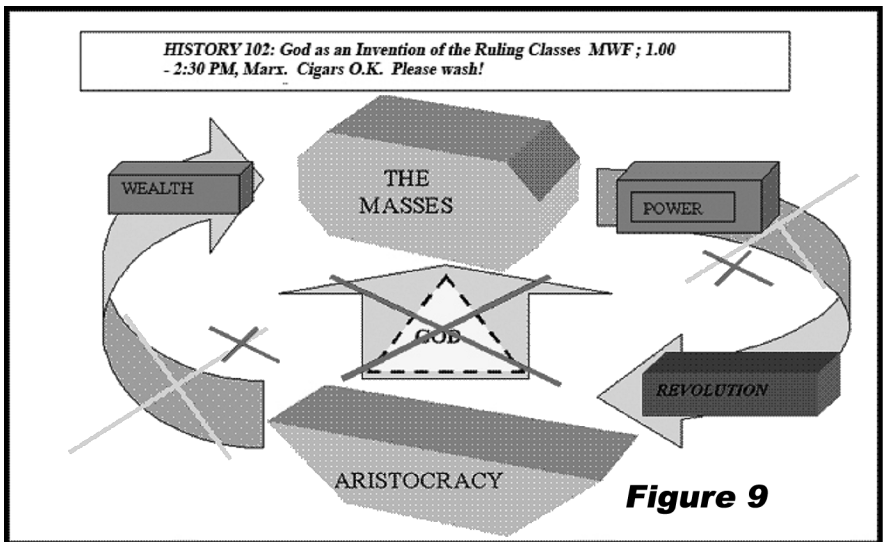 HISTORY 102: God as an Invention of the Ruling Classes MWF ; 1.00
- 2:30 PM, Marx. Cigars O.K. Please wash!
WEALTH
THE
MASSES
POWER
GOD
REVOLUTION
ARISTOCRACY
Figure 9